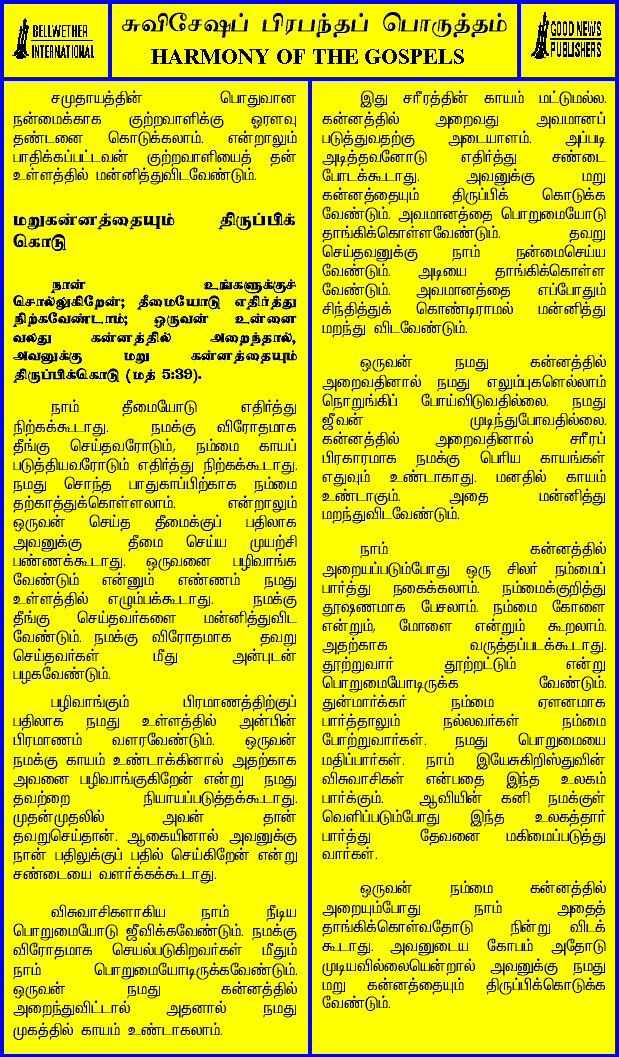 BELLWETHER
INTERNATIONAL
சுவிசேஷப் பிரபந்தப் பொருத்தம்
HARMONY OF THE GOSPELS
GOOD NEWS
PUBLISHERS
சமுதாயத்தின் பொதுவான
நன்மைக்காக குற்றவாளிக்கு ஓரளவு
தண்டனை கொடுக்கலாம். என்றாலும்
பாதிக்கப்பட்டவன் குற்றவாளியைத் தன்
உள்ளத்தில் மன்னித்துவிடவேண்டும்.
மறுகன்னத்தையும் திருப்பிக்
கொடு
நான் உங்களுக்குச்
சொல்லுகிறேன்; தீமையோடு எதிர்த்து
நிற்கவேண்டாம்; ஒருவன் உன்னை
வலது கன்னத்தில் அறைந்தால்,
அவனுக்கு மறு கன்னத்தையும்
திருப்பிக்கொடு (மத் 5:39).
நாம் தீமையோடு எதிர்த்து
நிற்கக்கூடாது. நமக்கு விரோதமாக
தீங்கு செய்தவரோடும், நம்மை காயப்
படுத்தியவரோடும் எதிர்த்து நிற்கக்கூடாது.
நமது சொந்த பாதுகாப்பிற்காக நம்மை
தற்காத்துக்கொள்ளலாம். என்றாலும்
ஒருவன் செய்த தீமைக்குப் பதிலாக
அவனுக்கு தீமை செய்ய முயற்சி
பண்ணக்கூடாது. ஒருவனை பழிவாங்க
வேண்டும் என்னும் எண்ணம் நமது
உள்ளத்தில் எழும்பக்கூடாது. நமக்கு
தீங்கு செய்தவர்களை மன்னித்துவிட
வேண்டும். நமக்கு விரோதமாக தவறு
செய்தவர்கள் மீது அன்புடன்
பழகவேண்டும்.
பழிவாங்கும் பிரமாணத்திற்குப்
பதிலாக நமது உள்ளத்தில் அன்பின்
பிரமாணம் வளரவேண்டும். ஒருவன்
நமக்கு காயம் உண்டாக்கினால் அதற்காக
அவனை பழிவாங்குகிறேன் என்று நமது
தவற்றை நியாயப்படுத்தக்கூடாது.
முதன்முதலில் அவன் தான்
தவறுசெய்தான். ஆகையினால் அவனுக்கு
நான் பதிலுக்குப் பதில் செய்கிறேன் என்று
சண்டையை வளர்க்கக்கூடாது.
விசுவாசிகளாகிய நாம் நீடிய
பொறுமையோடு ஜீவிக்கவேண்டும். நமக்கு
விரோதமாக செயல்படுகிறவர்கள் மீதும்
நாம் பொறுமையோடிருக்கவேண்டும்.
ஒருவன் நமது கன்னத்தில்
அறைந்துவிட்டால் அதனால் நமது
முகத்தில் காயம் உண்டாகலாம்.
இது சரீரத்தின் காயம் மட்டுமல்ல.
கன்னத்தில் அறைவது அவமானப்
படுத்துவதற்கு அடையாளம். அப்படி
அடித்தவனோடு எதிர்த்து சண்டை
போடக்கூடாது. அவனுக்கு மறு
கன்னத்தையும் திருப்பிக் கொடுக்க
வேண்டும். அவமானத்தை பொறுமையோடு
தாங்கிக்கொள்ளவேண்டும். தவறு
செய்தவனுக்கு நாம் நன்மைசெய்ய
வேண்டும். அடியை தாங்கிக்கொள்ள
வேண்டும். அவமானத்தை எப்போதும்
சிந்தித்துக் கொண்டிராமல் மன்னித்து
மறந்து விடவேண்டும்.
ஒருவன் நமது கன்னத்தில்
அறைவதினால் நமது எலும்புகளெல்லாம்
நொறுங்கிப் போய்விடுவதில்லை. நமது
ஜீவன் முடிந்துபோவதில்லை.
கன்னத்தில் அறைவதினால் சரீரப்
பிரகாரமாக நமக்கு பெரிய காயங்கள்
எதுவும் உண்டாகாது. மனதில் காயம்
உண்டாகும். அதை மன்னித்து
மறந்துவிடவேண்டும்.
நாம் கன்னத்தில்
அறையப்படும்போது ஒரு சிலர் நம்மைப்
பார்த்து நகைக்கலாம். நம்மைக்குறித்து
தூஷணமாக பேசலாம். நம்மை கோழை
என்றும், மோளை என்றும் கூறலாம்.
அதற்காக வருத்தப்படக்கூடாது.
தூற்றுவார் தூற்றட்டும் என்று
பொறுமையோடிருக்க வேண்டும்.
துன்மார்க்கர் நம்மை ஏளனமாக
பார்த்தாலும் நல்லவர்கள் நம்மை
போற்றுவார்கள். நமது பொறுமையை
மதிப்பார்கள். நாம் இயேசுகிறிஸ்துவின்
விசுவாசிகள் என்பதை இந்த உலகம்
பார்க்கும். ஆவியின் கனி நமக்குள்
வெளிப்படும்போது இந்த உலகத்தார்
பார்த்து தேவனை மகிமைப்படுத்து
வார்கள்.
ஒருவன் நம்மை கன்னத்தில்
அறையும்போது நாம் அதைத்
தாங்கிக்கொள்வதோடு நின்று விடக்
கூடாது. அவனுடைய கோபம் அதோடு
முடியவில்லையென்றால் அவனுக்கு நமது
மறு கன்னத்தையும் திருப்பிக்கொடுக்க
வேண்டும்.